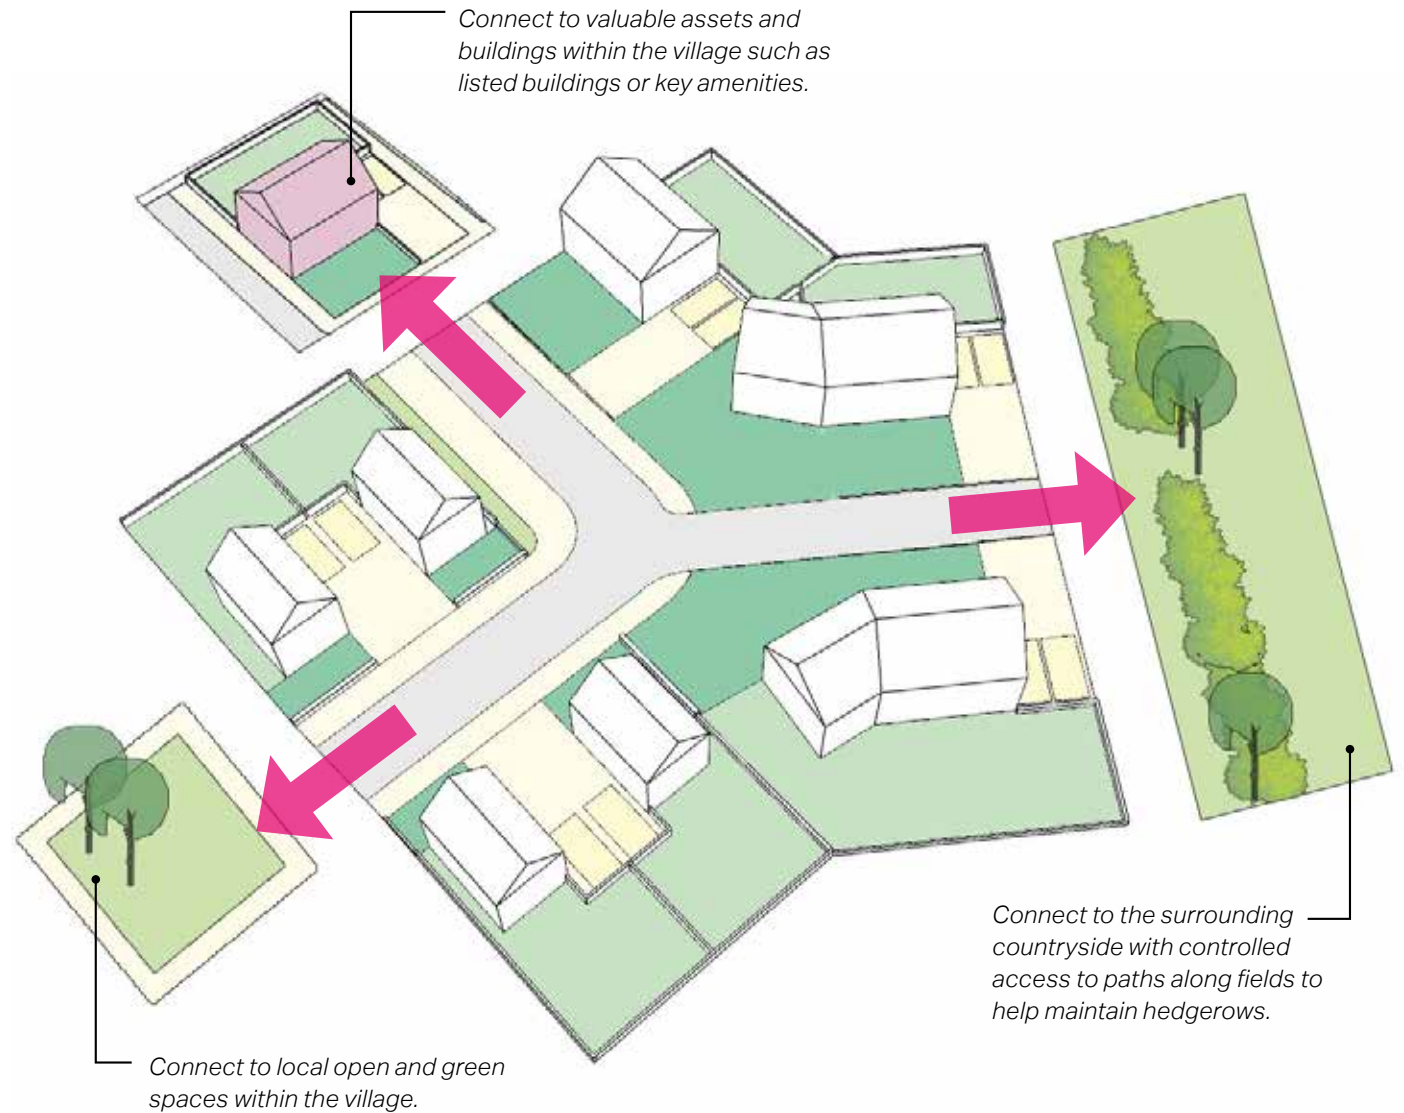 Connect to valuable assets and
buildings within the village such as
listed buildings or key amenities.
Connect to the surrounding
countryside with controlled
access to paths along fields to
help maintain hedgerows.
Connect to local open and green
spaces within the village.